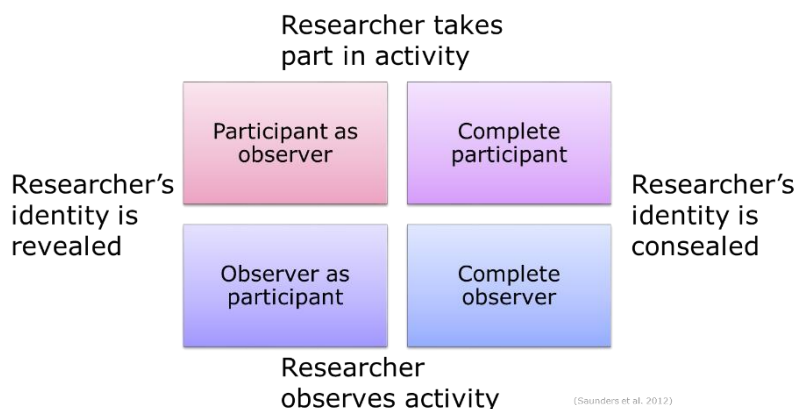 Researcher takes
part in activity
Participant as
observer
Complete
participant
Researcher's
identity is
revealed
Researcher's
identity is
consealed
Observer as
participant
Complete
observer
Researcher
observes activity
(Saunders et al. 2012)